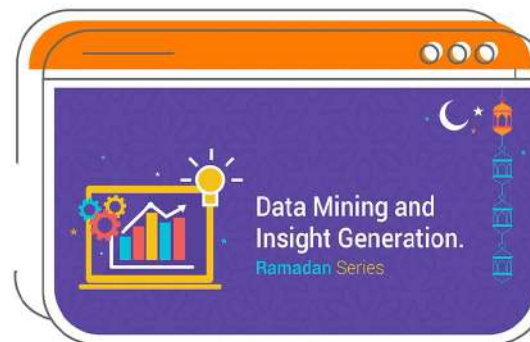 Data Mining and
Insight Generation.
Ramadan Series